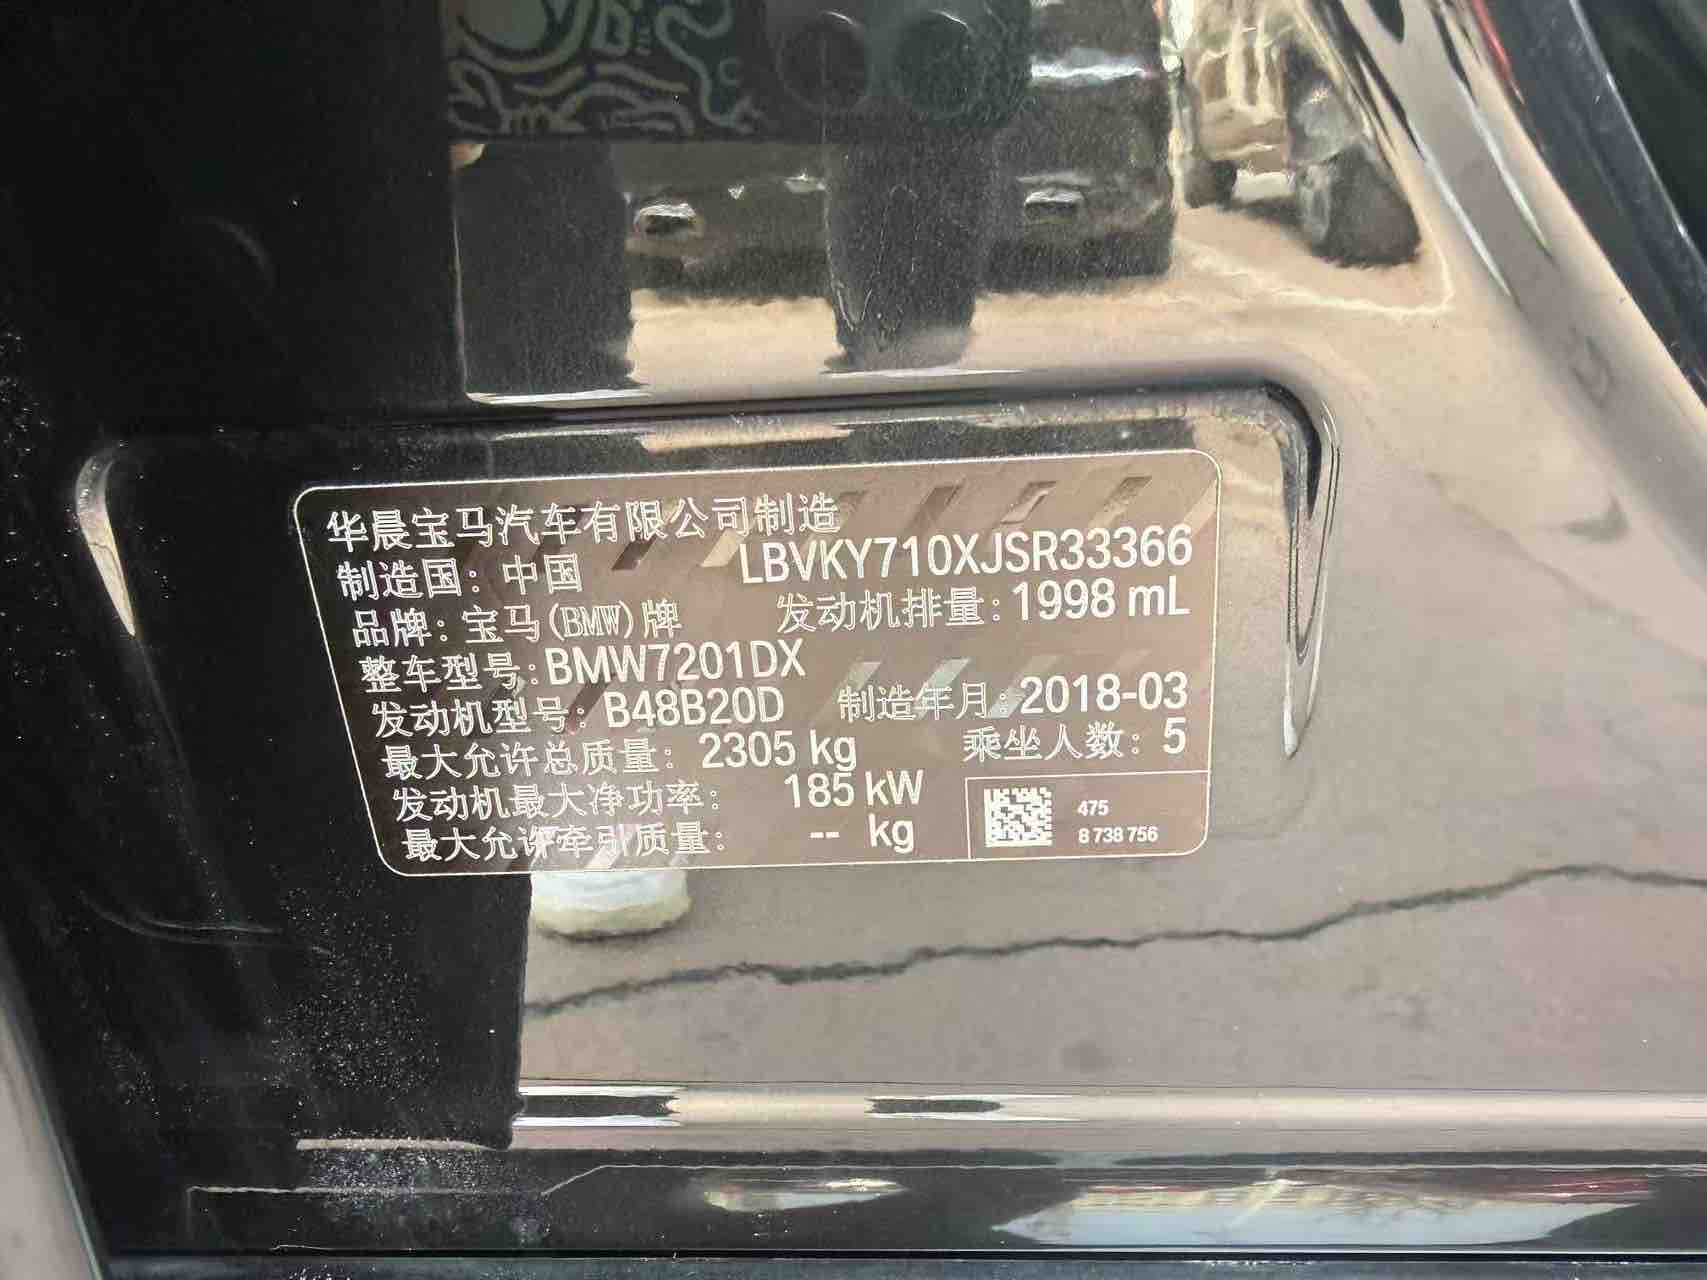 华晨宝马汽车有限公司制造
制造国：中国 LBVKY710XJSR33366
品牌：宝马(BMW)牌 发动机排量：1998 mL
整车型号：BMW7201DX
发动机型号：B48B20D 制造年月：2018-03
最大允许总质量：2305 kg 乘坐人数：5
发动机最大净功率：185 kW
最大允许牵引质量：-- kg
475
8 738 756